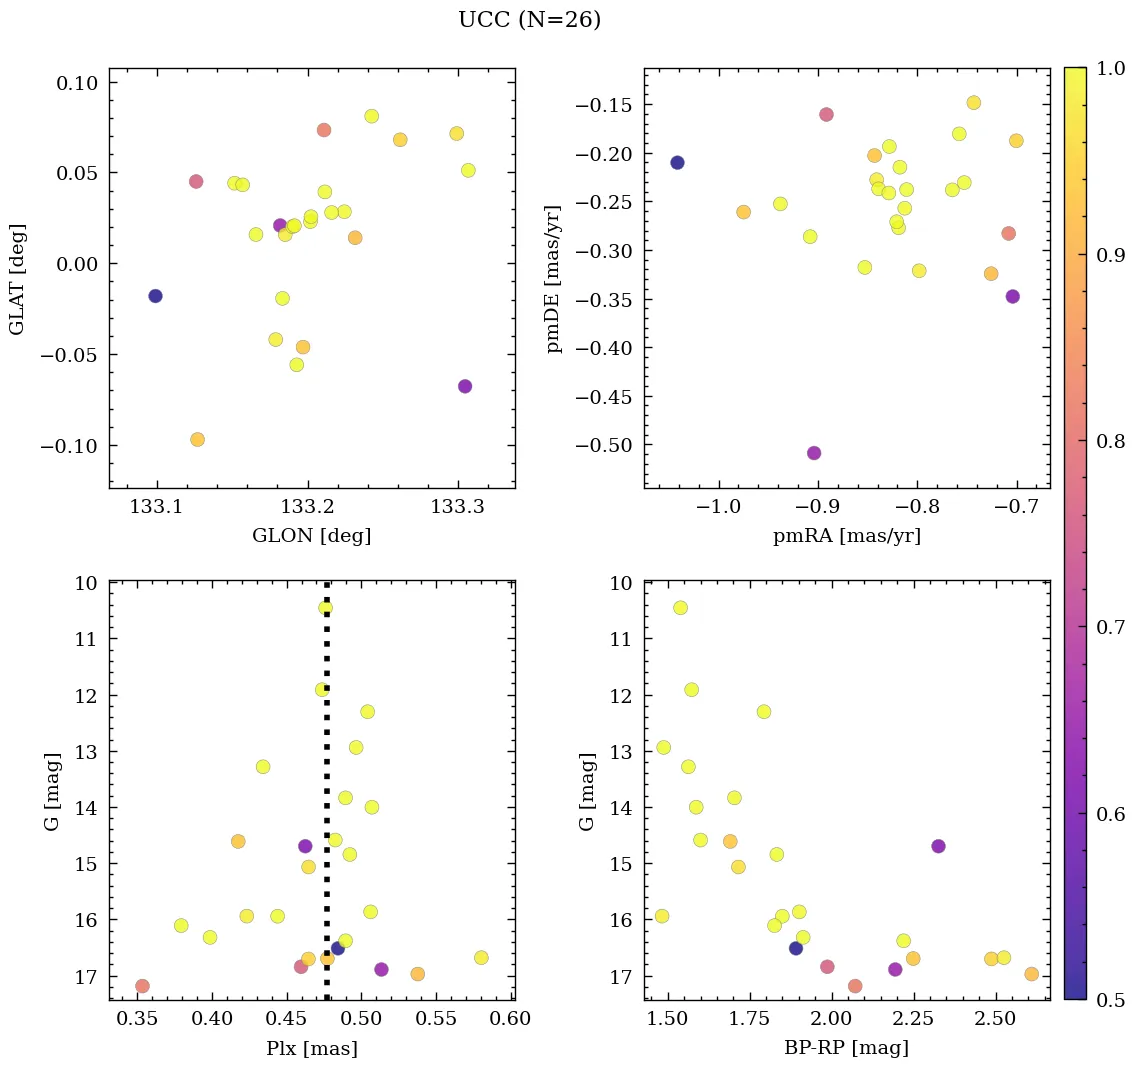 UCC (N=26)
0.10
0.05
0.00
−0.05
−0.10
GLAT [deg]
133.1 133.2 133.3
GLON [deg]
−0.15
−0.20
−0.25
−0.30
−0.35
−0.40
−0.45
−0.50
pmDE [mas/yr]
−1.0 −0.9 −0.8 −0.7
pmRA [mas/yr]
10
11
12
13
14
15
16
17
G [mag]
0.35 0.40 0.45 0.50 0.55 0.60
Plx [mas]
10
11
12
13
14
15
16
17
G [mag]
1.50 1.75 2.00 2.25 2.50
BP-RP [mag]
1.0
0.9
0.8
0.7
0.6
0.5